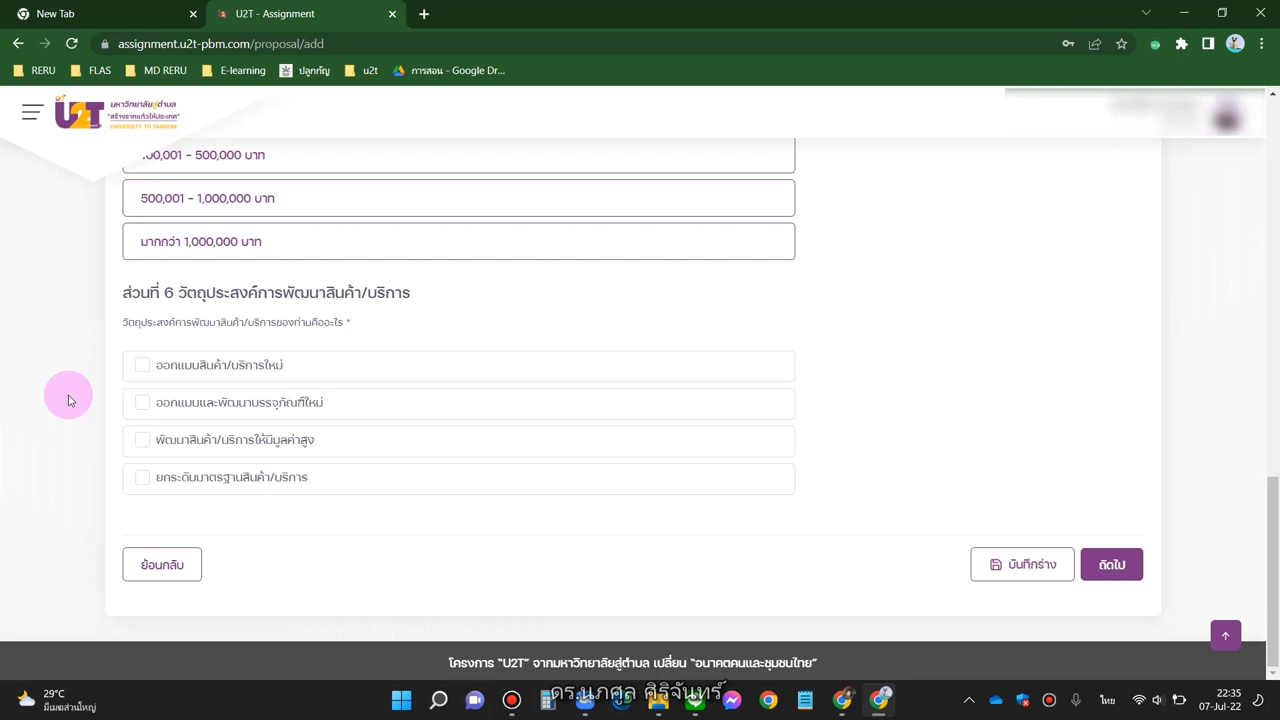 New Tab
U2T - Assignment
assignment.u2t-pbm.com/proposal/add
RERU
FLAS
MD RERU
E-learning
ปลูกกัญ
u2t
การสอน - Google Dr...
U2T
มหาวิทยาลัยสู่ตำบล
"สร้างรากแก้วให้ประเทศ"
UNIVERSITY TO TAMBON
100,001 - 500,000 บาท
500,001 - 1,000,000 บาท
มากกว่า 1,000,000 บาท
ส่วนที่ 6 วัตถุประสงค์การพัฒนาสินค้า/บริการ
วัตถุประสงค์การพัฒนาสินค้า/บริการของท่านคืออะไร *
ออกแบบสินค้า/บริการใหม่
ออกแบบและพัฒนาบรรจุภัณฑ์ใหม่
พัฒนาสินค้า/บริการให้มีมูลค่าสูง
ยกระดับมาตรฐานสินค้า/บริการ
ย้อนกลับ
บันทึกร่าง
ถัดไป
โครงการ “U2T” จากมหาวิทยาลัยสู่ตำบล เปลี่ยน “อนาคตคนและชุมชนไทย”
ดร.นภศูล ศิริจันทร์
29°C
มีเมฆส่วนใหญ่
ไทย
22:35
07-Jul-22